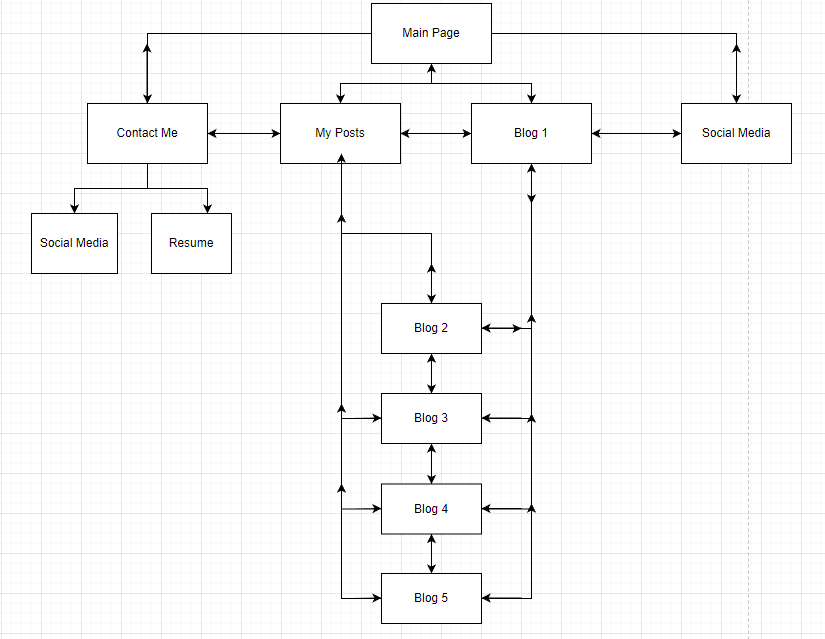 Main Page
Contact Me
My Posts
Blog 1
Social Media
Social Media
Resume
Blog 2
Blog 3
Blog 4
Blog 5